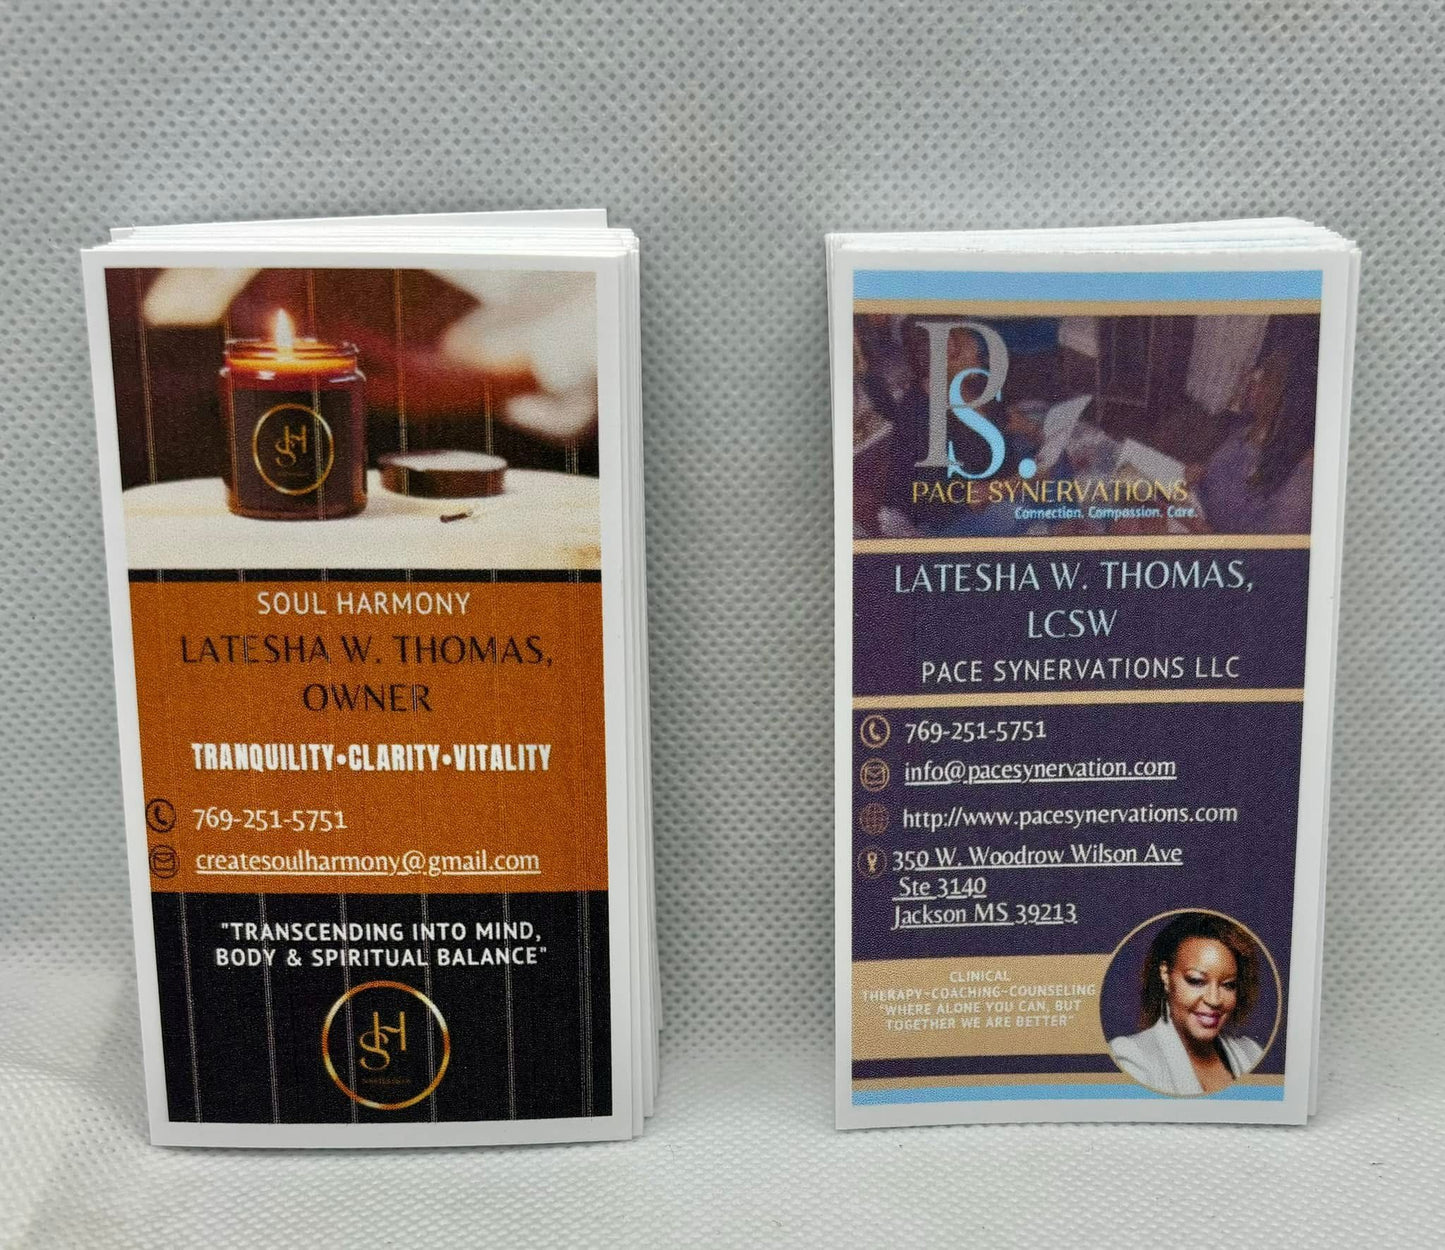 SH
SH
SOUL HARMONY
LATESHA W. THOMAS,
OWNER
TRANQUILITY•CLARITY•VITALITY
769-251-5751
createsoulharmony@gmail.com
"TRANSCENDING INTO MIND,
BODY & SPIRITUAL BALANCE"
PS.
PACE SYNERVATIONS
Connection. Compassion. Care.
LATESHA W. THOMAS,
LCSW
PACE SYNERVATIONS LLC
769-251-5751
info@pacesynervation.com
http://www.pacesynervations.com
350 W. Woodrow Wilson Ave
Ste 3140
Jackson MS 39213
CLINICAL
THERAPY-COACHING-COUNSELING
"WHERE ALONE YOU CAN, BUT
TOGETHER WE ARE BETTER"